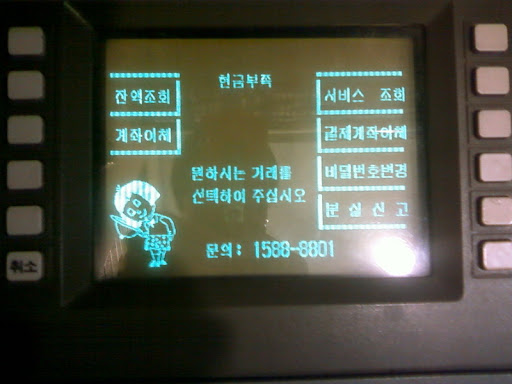 현금부족
잔액조회
서비스 조회
계좌이체
결제계좌이체
원하시는 거래를
비밀번호변경
선택하여 주십시오
분실신고
문의: 1588-8801
취소